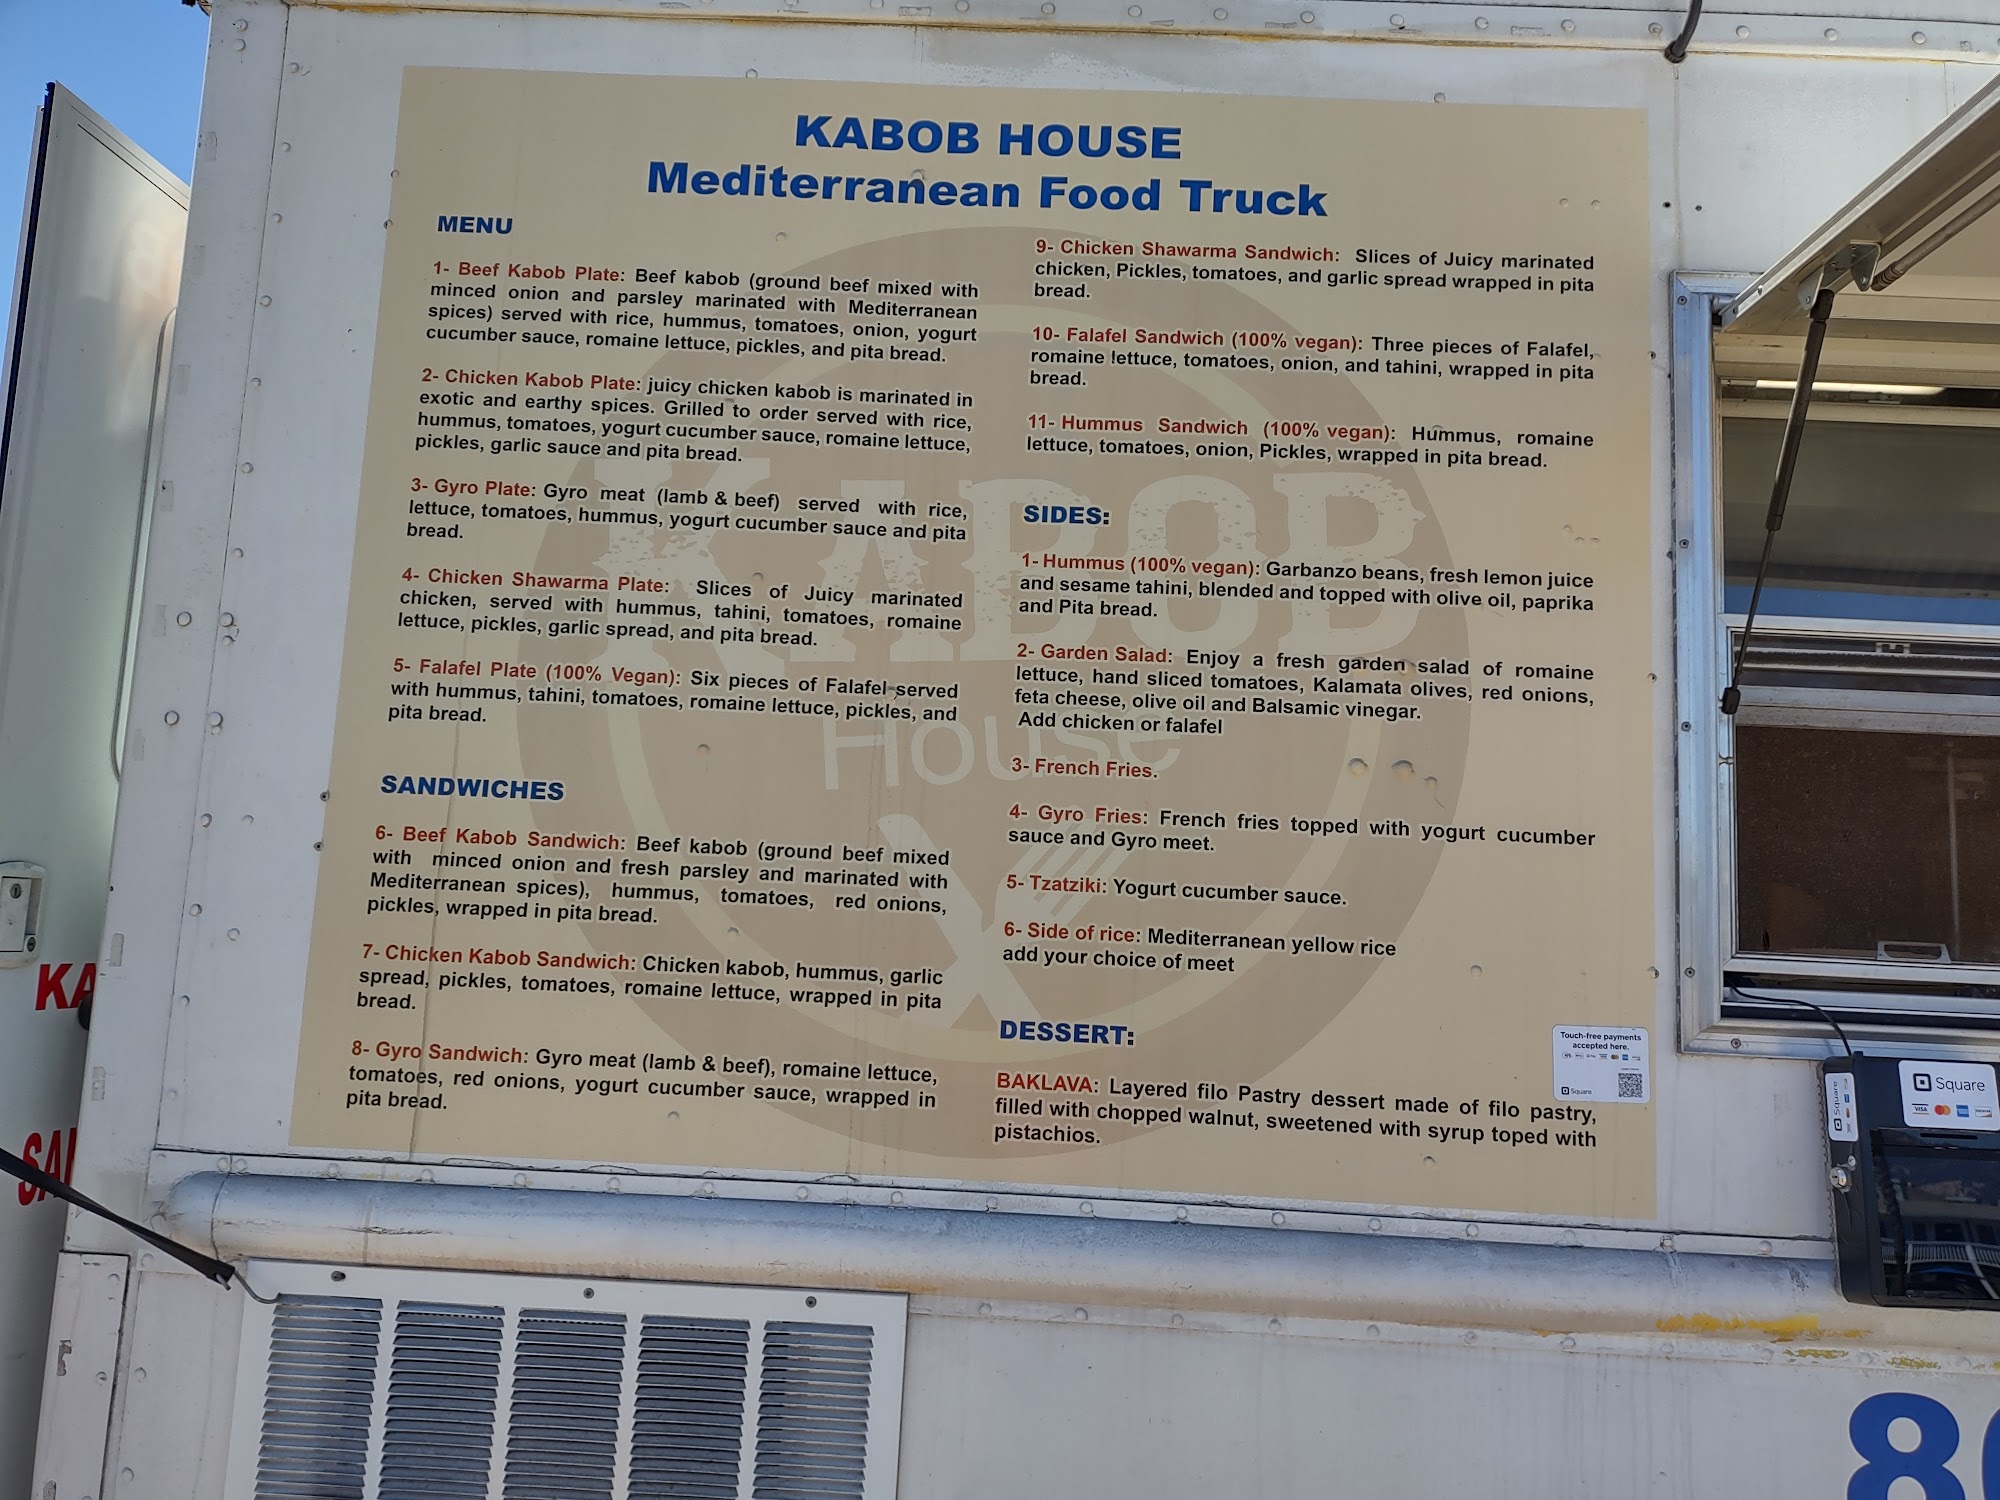 KABOB HOUSE
Mediterranean Food Truck
MENU
1- Beef Kabob Plate: Beef kabob (ground beef mixed with
minced onion and parsley marinated with Mediterranean
spices) served with rice, hummus, tomatoes, onion, yogurt
cucumber sauce, romaine lettuce, pickles, and pita bread.
2- Chicken Kabob Plate: juicy chicken kabob is marinated in
exotic and earthy spices. Grilled to order served with rice,
hummus, tomatoes, yogurt cucumber sauce, romaine lettuce,
pickles, garlic sauce and pita bread.
3- Gyro Plate: Gyro meat (lamb & beef) served with rice,
lettuce, tomatoes, hummus, yogurt cucumber sauce and pita
bread.
4- Chicken Shawarma Plate: Slices of Juicy marinated
chicken, served with hummus, tahini, tomatoes, romaine
lettuce, pickles, garlic spread, and pita bread.
5- Falafel Plate (100% Vegan): Six pieces of Falafel served
with hummus, tahini, tomatoes, romaine lettuce, pickles, and
pita bread.
SANDWICHES
6- Beef Kabob Sandwich: Beef kabob (ground beef mixed
with minced onion and fresh parsley and marinated with
Mediterranean spices), hummus, tomatoes, red onions,
pickles, wrapped in pita bread.
7- Chicken Kabob Sandwich: Chicken kabob, hummus, garlic
spread, pickles, tomatoes, romaine lettuce, wrapped in pita
bread.
8- Gyro Sandwich: Gyro meat (lamb & beef), romaine lettuce,
tomatoes, red onions, yogurt cucumber sauce, wrapped in
pita bread.
9- Chicken Shawarma Sandwich: Slices of Juicy marinated
chicken, Pickles, tomatoes, and garlic spread wrapped in pita
bread.
10- Falafel Sandwich (100% vegan): Three pieces of Falafel,
romaine lettuce, tomatoes, onion, and tahini, wrapped in pita
bread.
11- Hummus Sandwich (100% vegan): Hummus, romaine
lettuce, tomatoes, onion, Pickles, wrapped in pita bread.
SIDES:
1- Hummus (100% vegan): Garbanzo beans, fresh lemon juice
and sesame tahini, blended and topped with olive oil, paprika
and Pita bread.
2- Garden Salad: Enjoy a fresh garden salad of romaine
lettuce, hand sliced tomatoes, Kalamata olives, red onions,
feta cheese, olive oil and Balsamic vinegar.
Add chicken or falafel
3- French Fries.
4- Gyro Fries: French fries topped with yogurt cucumber
sauce and Gyro meet.
5- Tzatziki: Yogurt cucumber sauce.
6- Side of rice: Mediterranean yellow rice
add your choice of meet
DESSERT:
BAKLAVA: Layered filo Pastry dessert made of filo pastry,
filled with chopped walnut, sweetened with syrup toped with
pistachios.
KABOB
House
Touch-free payments
accepted here.
Square
Square
Square
VISA
KA
SAN
80